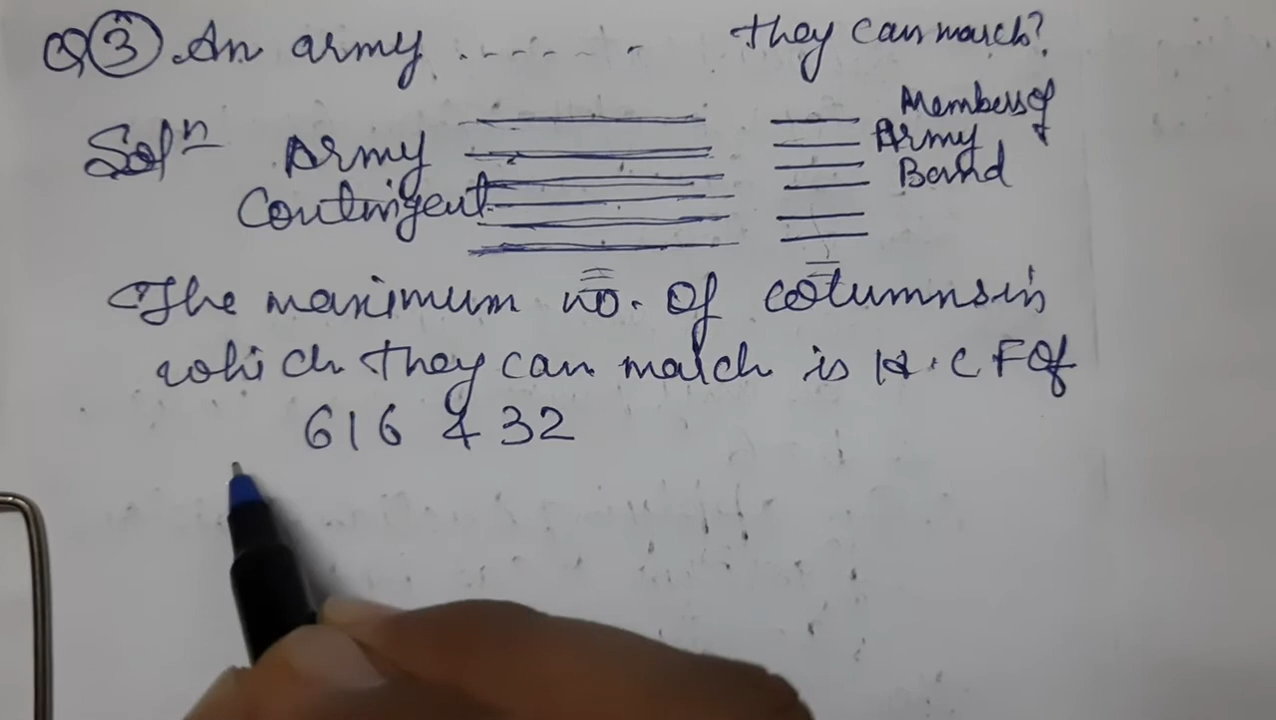 Q③ An army ....... they can march?
Solⁿ Army Contingent
Members of Army Band
The maximum no. of columns in
which they can march is H.C.F Of
616 & 32